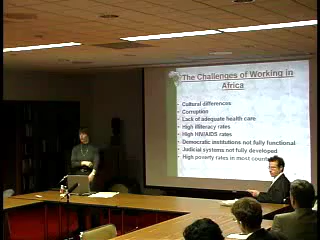 The Challenges of Working in
Africa
Cultural differences
Corruption
Lack of adequate health care
High illiteracy rates
High HIV/AIDS rates
Democratic institutions not fully functional
Judicial systems not fully developed
High poverty rates in most